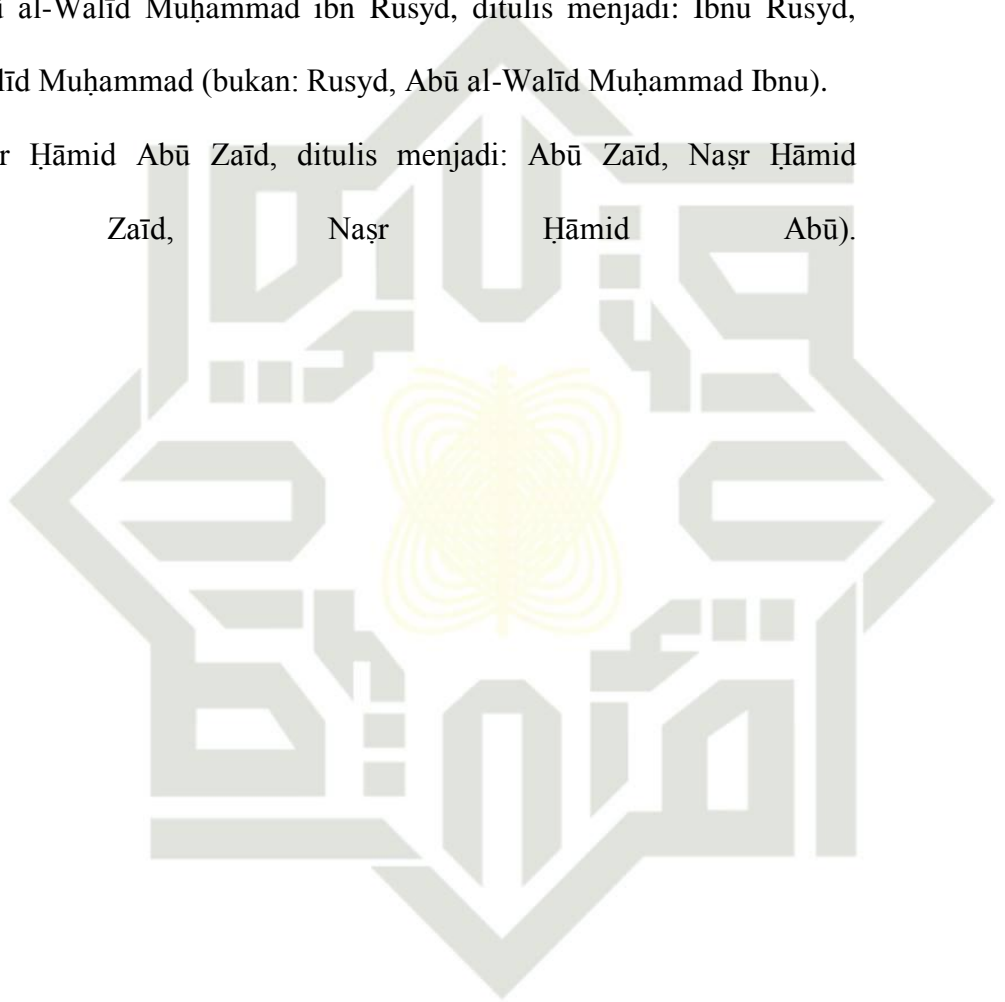 al-Walīd Muḥammad ibn Rusyd, ditulis menjadi: Ibnu Rusyd,
Muḥammad (bukan: Rusyd, Abū al-Walīd Muḥammad Ibnu).
Ḥāmid Abū Zaīd, ditulis menjadi: Abū Zaīd, Naṣr Ḥāmid
Zaīd, Naṣr Ḥāmid Abū).